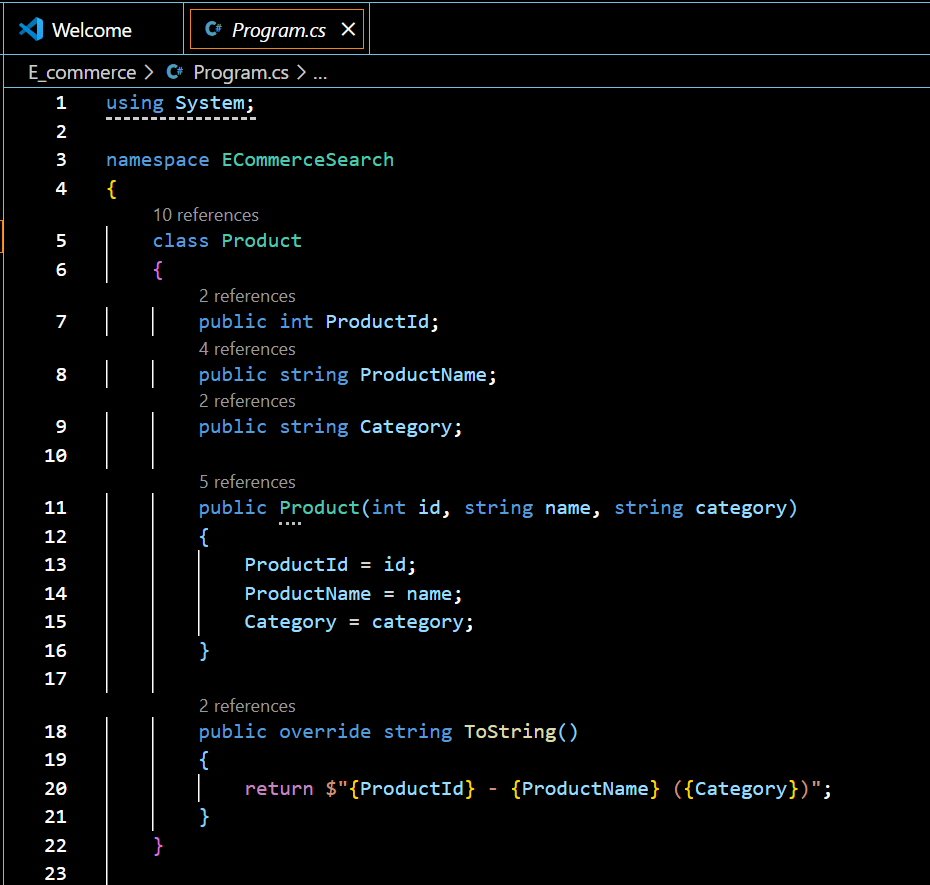 Welcome
C# Program.cs ×
E_commerce > C# Program.cs > ...
1 using System;
2
3 namespace ECommerceSearch
4 {
10 references
5 class Product
6 {
2 references
7 public int ProductId;
4 references
8 public string ProductName;
2 references
9 public string Category;
10
5 references
11 public Product(int id, string name, string category)
12 {
13 ProductId = id;
14 ProductName = name;
15 Category = category;
16 }
17
2 references
18 public override string ToString()
19 {
20 return $"{ProductId} - {ProductName} ({Category})";
21 }
22 }
23